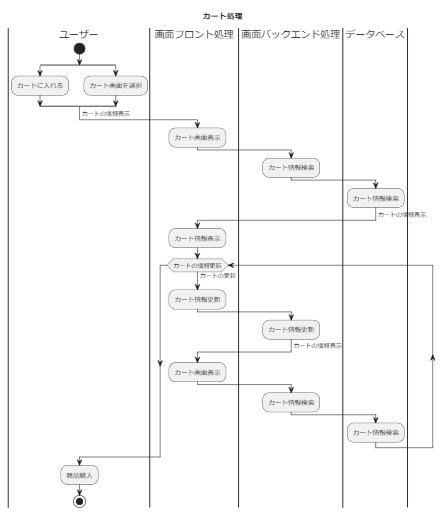 カート処理
ユーザー
画面フロント処理
画面バックエンド処理
データベース
カートに入れる
カート画面を選択
カートの情報表示
カート画面表示
カート情報検索
カート情報検索
カートの情報表示
カート情報表示
カートの情報更新
カートの更新
カート情報更新
カート情報更新
カートの情報表示
カート画面表示
カート情報検索
カート情報検索
商品購入